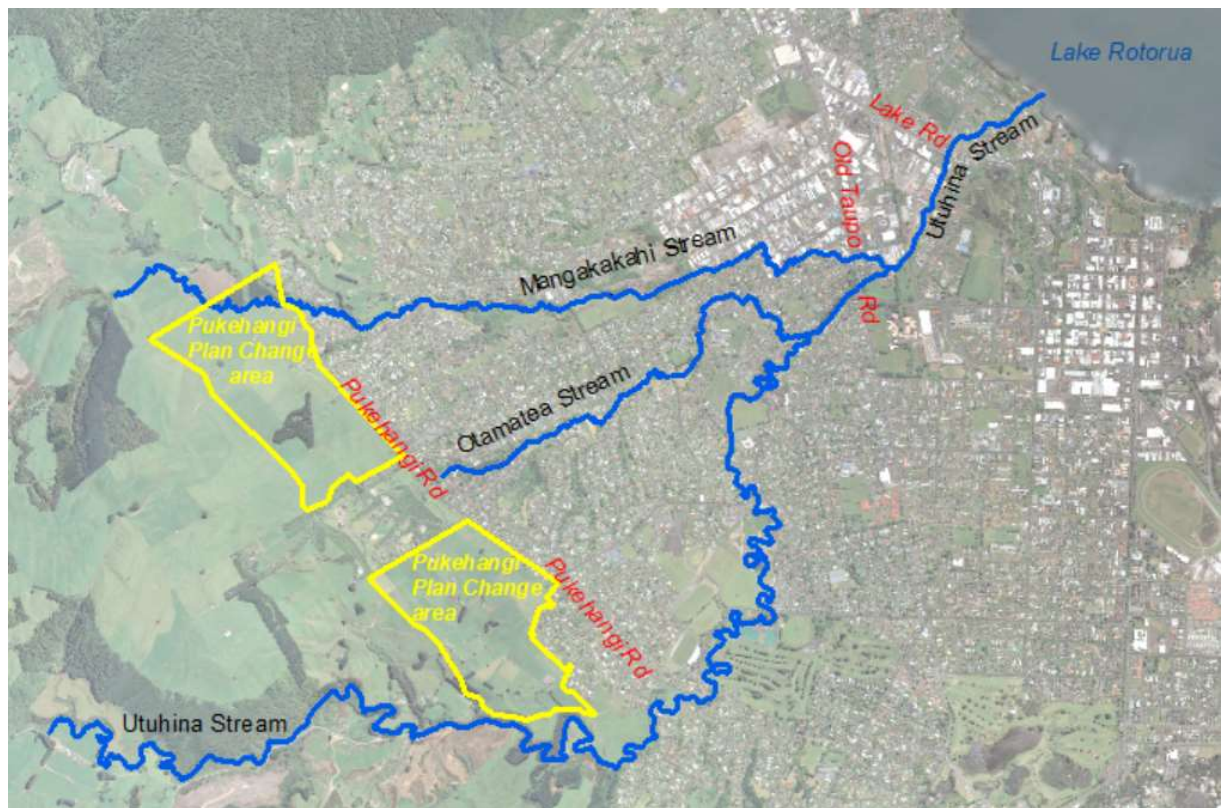 Lake Rotorua
Lake Rd
Old Taupo
Rd
Utuhina Stream
Mangakakahi Stream
Pukehangi
Plan Change
area
Pukehangi Rd
Otamatea Stream
Pukehangi
Plan Change
area
Pukehangi Rd
Utuhina Stream